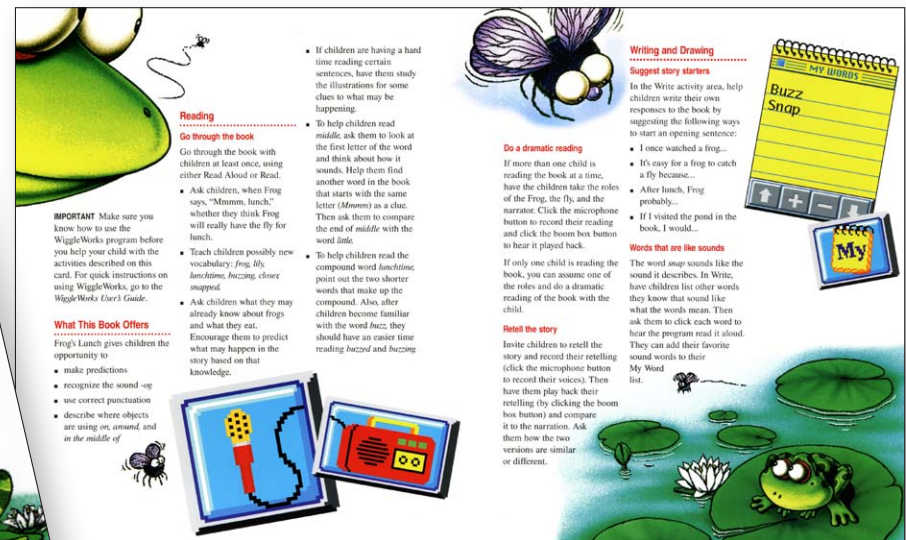 IMPORTANT Make sure you
know how to use the
WiggleWorks program before
you help your child with the
activities described on this
card. For quick instructions on
using WiggleWorks, go to the
WiggleWorks User's Guide.
What This Book Offers
Frog's Lunch gives children the
opportunity to
▪ make predictions
▪ recognize the sound -og
▪ use correct punctuation
▪ describe where objects
are using on, around, and
in the middle of
Reading
Go through the book
Go through the book with
children at least once, using
either Read Aloud or Read.
▪ Ask children, when Frog
says, "Mmmm, lunch,"
whether they think Frog
will really have the fly for
lunch.
▪ Teach children possibly new
vocabulary: frog, lily,
lunchtime, buzzing, closer,
snapped.
▪ Ask children what they may
already know about frogs
and what they eat.
Encourage them to predict
what may happen in the
story based on that
knowledge.
▪ If children are having a hard
time reading certain
sentences, have them study
the illustrations for some
clues to what may be
happening.
▪ To help children read
middle, ask them to look at
the first letter of the word
and think about how it
sounds. Help them find
another word in the book
that starts with the same
letter (Mmmm) as a clue.
Then ask them to compare
the end of middle with the
word little.
▪ To help children read the
compound word lunchtime,
point out the two shorter
words that make up the
compound. Also, after
children become familiar
with the word buzz, they
should have an easier time
reading buzzed and buzzing
Do a dramatic reading
If more than one child is
reading the book at a time,
have the children take the roles
of the Frog, the fly, and the
narrator. Click the microphone
button to record their reading
and click the boom box button
to hear it played back.
If only one child is reading the
book, you can assume one of
the roles and do a dramatic
reading of the book with the
child.
Retell the story
Invite children to retell the
story and record their retelling
(click the microphone button
to record their voices). Then
have them play back their
retelling (by clicking the boom
box button) and compare
it to the narration. Ask
them how the two
versions are similar
or different.
Writing and Drawing
Suggest story starters
In the Write activity area, help
children write their own
responses to the book by
suggesting the following ways
to start an opening sentence:
▪ I once watched a frog...
▪ It's easy for a frog to catch
a fly because...
▪ After lunch, Frog
probably...
▪ If I visited the pond in the
book, I would...
Words that are like sounds
The word snap sounds like the
sound it describes. In Write,
have children list other words
they know that sound like
what the words mean. Then
ask them to click each word to
hear the program read it aloud.
They can add their favorite
sound words to their
My Word
list.
MY WORDS
Buzz
Snap
My